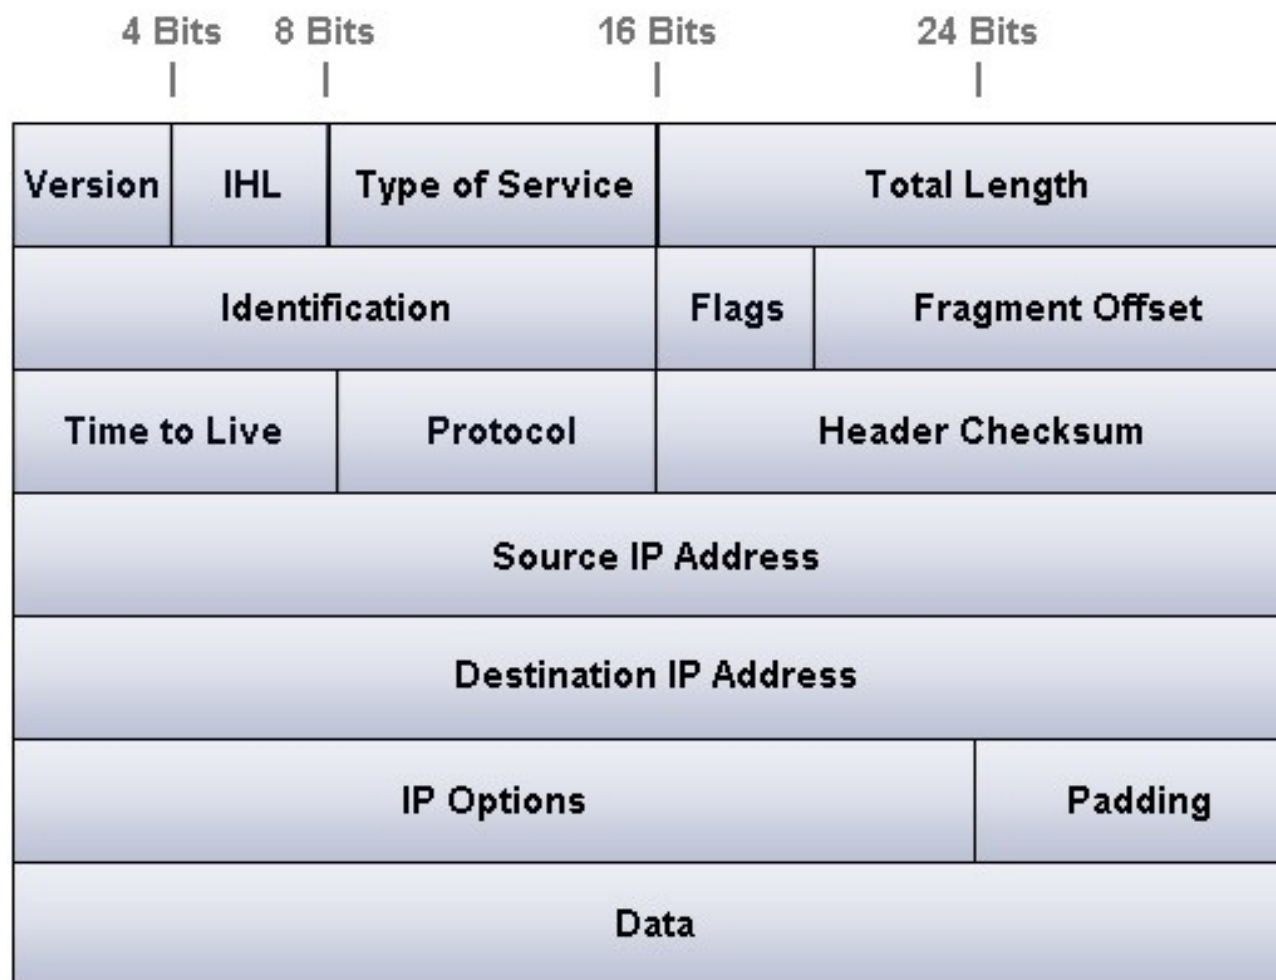 4 Bits 8 Bits 16 Bits 24 Bits
Version IHL Type of Service Total Length
Identification Flags Fragment Offset
Time to Live Protocol Header Checksum
Source IP Address
Destination IP Address
IP Options Padding
Data